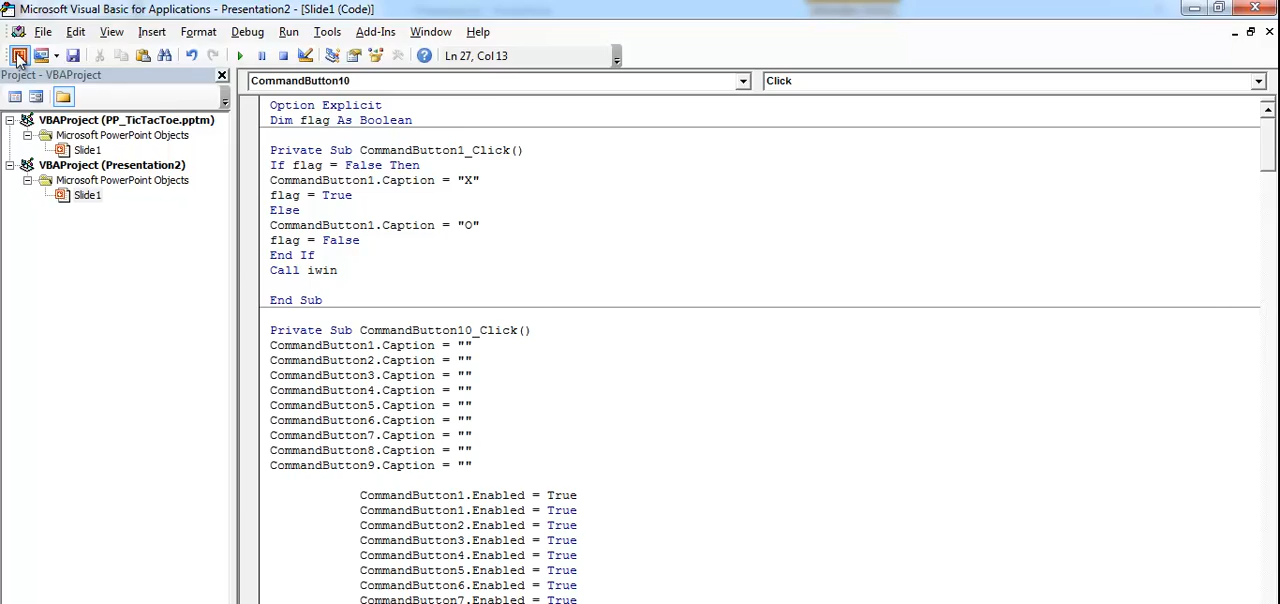 Microsoft Visual Basic for Applications - Presentation2 - [Slide1 (Code)]
File Edit View Insert Format Debug Run Tools Add-Ins Window Help
Ln 27, Col 13
Project - VBAProject
CommandButton10 Click
VBAProject (PP_TicTacToe.pptm)
Microsoft PowerPoint Objects
Slide1
VBAProject (Presentation2)
Microsoft PowerPoint Objects
Slide1
Option Explicit
Dim flag As Boolean
Private Sub CommandButton1_Click()
If flag = False Then
CommandButton1.Caption = "X"
flag = True
Else
CommandButton1.Caption = "O"
flag = False
End If
Call iwin
End Sub
Private Sub CommandButton10_Click()
CommandButton1.Caption = ""
CommandButton2.Caption = ""
CommandButton3.Caption = ""
CommandButton4.Caption = ""
CommandButton5.Caption = ""
CommandButton6.Caption = ""
CommandButton7.Caption = ""
CommandButton8.Caption = ""
CommandButton9.Caption = ""
CommandButton1.Enabled = True
CommandButton1.Enabled = True
CommandButton2.Enabled = True
CommandButton3.Enabled = True
CommandButton4.Enabled = True
CommandButton5.Enabled = True
CommandButton6.Enabled = True
CommandButton7.Enabled = True